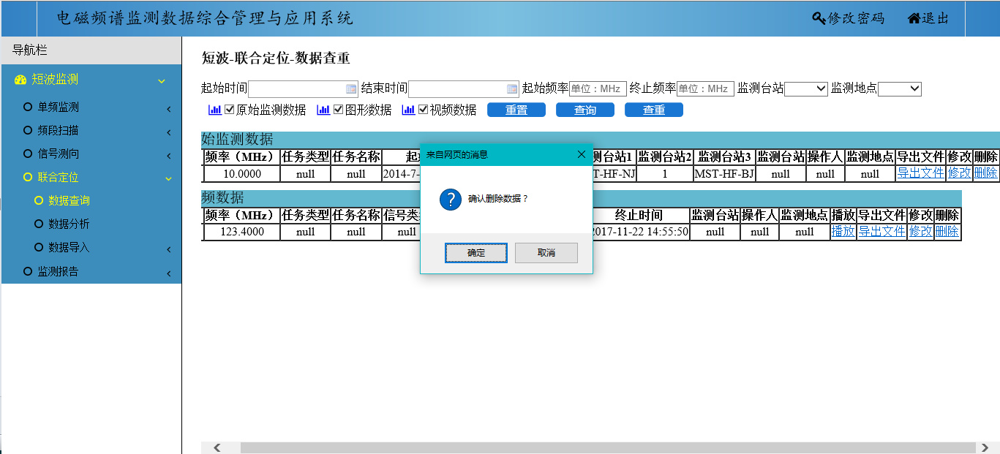 电磁频谱监测数据综合管理与应用系统 修改密码 退出
导航栏
短波监测
单频监测
频段扫描
信号测向
联合定位
数据查询
数据分析
数据导入
监测报告
短波-联合定位-数据查重
起始时间 结束时间 起始频率 单位：MHz 终止频率 单位：MHz 监测台站 监测地点
原始监测数据 图形数据 视频数据 重置 查询 查重
始监测数据
频率（MHz） 任务类型 任务名称 起 测台站1 监测台站2 监测台站3 监测台站 操作人 监测地点 导出文件 修改 删除
10.0000 null null 2014-7- T-HF-NJ 1 MST-HF-BJ null null null 导出文件 修改 删除
频数据
频率（MHz） 任务类型 任务名称 信号类 终止时间 监测台站 操作人 监测地点 播放 导出文件 修改 删除
123.4000 null null null 2017-11-22 14:55:50 null null null 播放 导出文件 修改 删除
来自网页的消息
确认删除数据？
确定 取消